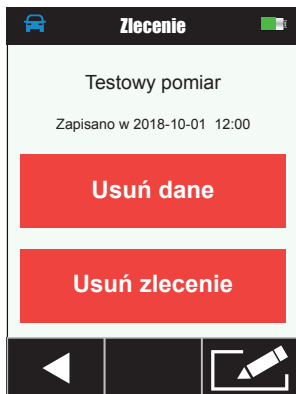 Zlecenie
Testowy pomiar
Zapisano w 2018-10-01 12:00
Usuń dane
Usuń zlecenie